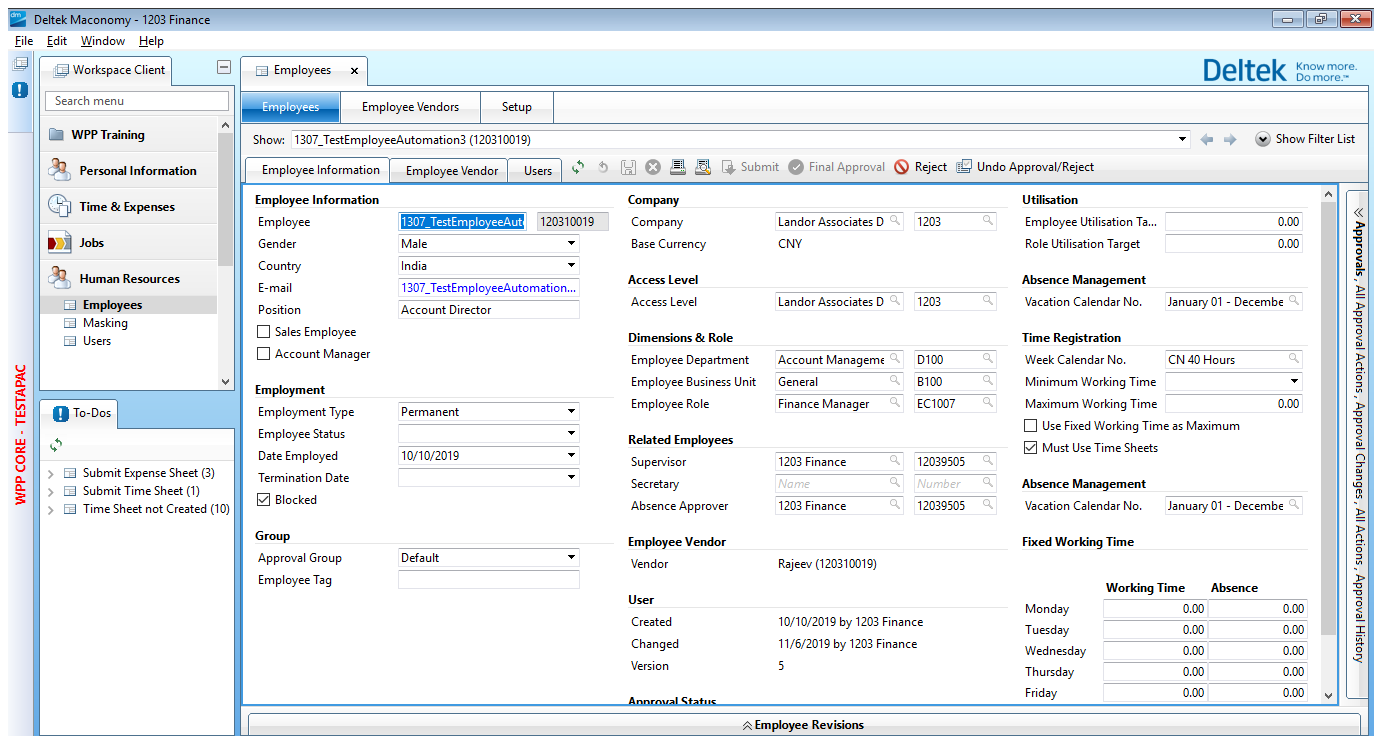 Deltek Maconomy - 1203 Finance
File Edit Window Help
Workspace Client
Search menu
WPP Training
Personal Information
Time & Expenses
Jobs
Human Resources
Employees
Masking
Users
WPP CORE - TESTAPAC
To-Dos
Submit Expense Sheet (3)
Submit Time Sheet (1)
Time Sheet not Created (10)
Employees
Deltek Know more.
Do more.™
Employees Employee Vendors Setup
Show: 1307_TestEmployeeAutomation3 (120310019) Show Filter List
Employee Information Employee Vendor Users Submit Final Approval Reject Undo Approval/Reject
Employee Information
Employee 1307_TestEmployeeAut 120310019
Gender Male
Country India
E-mail 1307_TestEmployeeAutomation...
Position Account Director
Sales Employee
Account Manager
Employment
Employment Type Permanent
Employee Status
Date Employed 10/10/2019
Termination Date
Blocked
Group
Approval Group Default
Employee Tag
Company
Company Landor Associates D 1203
Base Currency CNY
Access Level
Access Level Landor Associates D 1203
Dimensions & Role
Employee Department Account Manageme D100
Employee Business Unit General B100
Employee Role Finance Manager EC1007
Related Employees
Supervisor 1203 Finance 12039505
Secretary Name Number
Absence Approver 1203 Finance 12039505
Employee Vendor
Vendor Rajeev (120310019)
User
Created 10/10/2019 by 1203 Finance
Changed 11/6/2019 by 1203 Finance
Version 5
Approval Status
Utilisation
Employee Utilisation Ta... 0.00
Role Utilisation Target 0.00
Absence Management
Vacation Calendar No. January 01 - Decembe
Time Registration
Week Calendar No. CN 40 Hours
Minimum Working Time
Maximum Working Time 0.00
Use Fixed Working Time as Maximum
Must Use Time Sheets
Absence Management
Vacation Calendar No. January 01 - Decembe
Fixed Working Time
Working Time Absence
Monday 0.00 0.00
Tuesday 0.00 0.00
Wednesday 0.00 0.00
Thursday 0.00 0.00
Friday 0.00 0.00
Approvals , All Approval Actions , Approval Changes , All Actions , Approval History
Employee Revisions